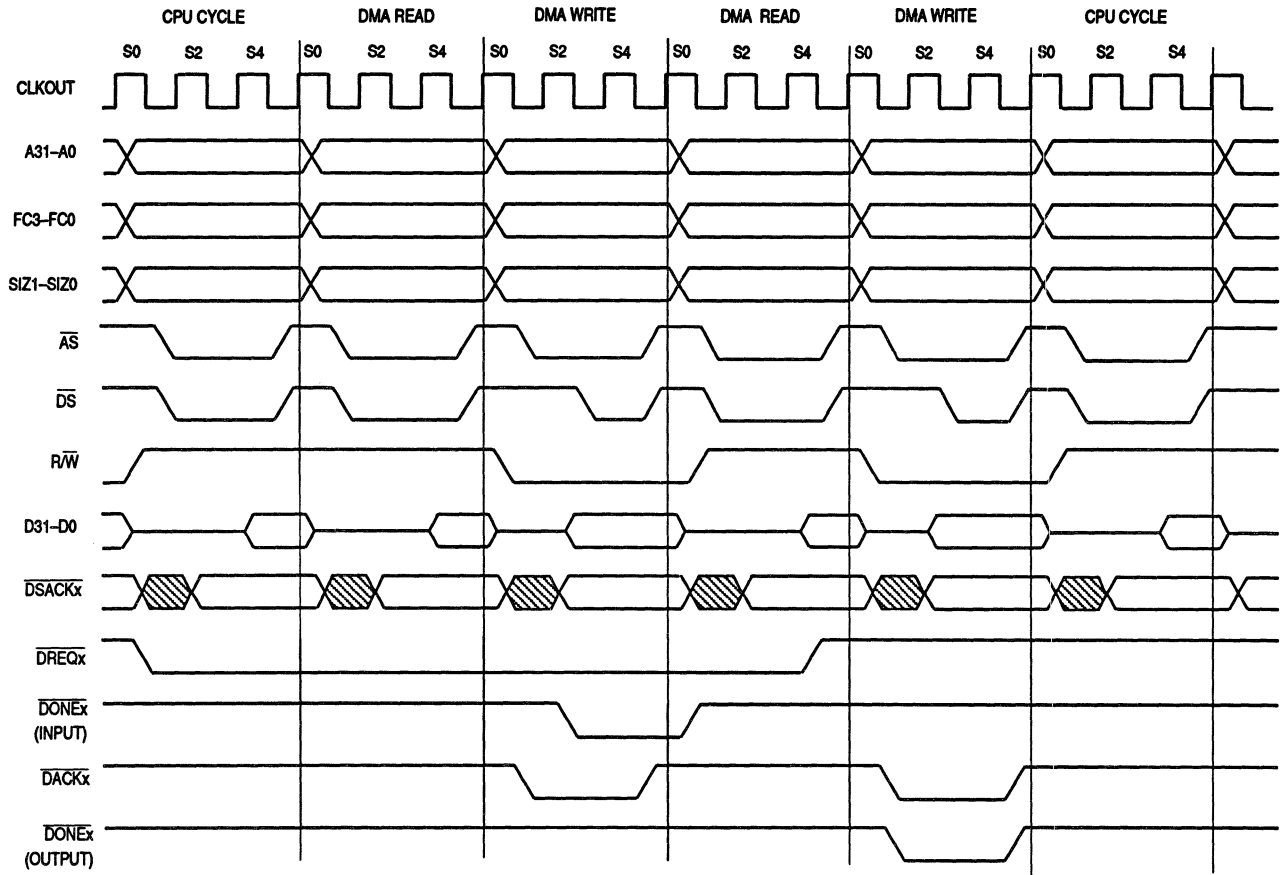 CPU CYCLE DMA READ DMA WRITE DMA READ DMA WRITE CPU CYCLE
S0 S2 S4 S0 S2 S4 S0 S2 S4 S0 S2 S4 S0 S2 S4 S0 S2 S4
CLKOUT
A31–A0
FC3–FC0
SIZ1–SIZ0
AS
DS
R/W
D31–D0
DSACKx
DREQx
DONEx
(INPUT)
DACKx
DONEx
(OUTPUT)